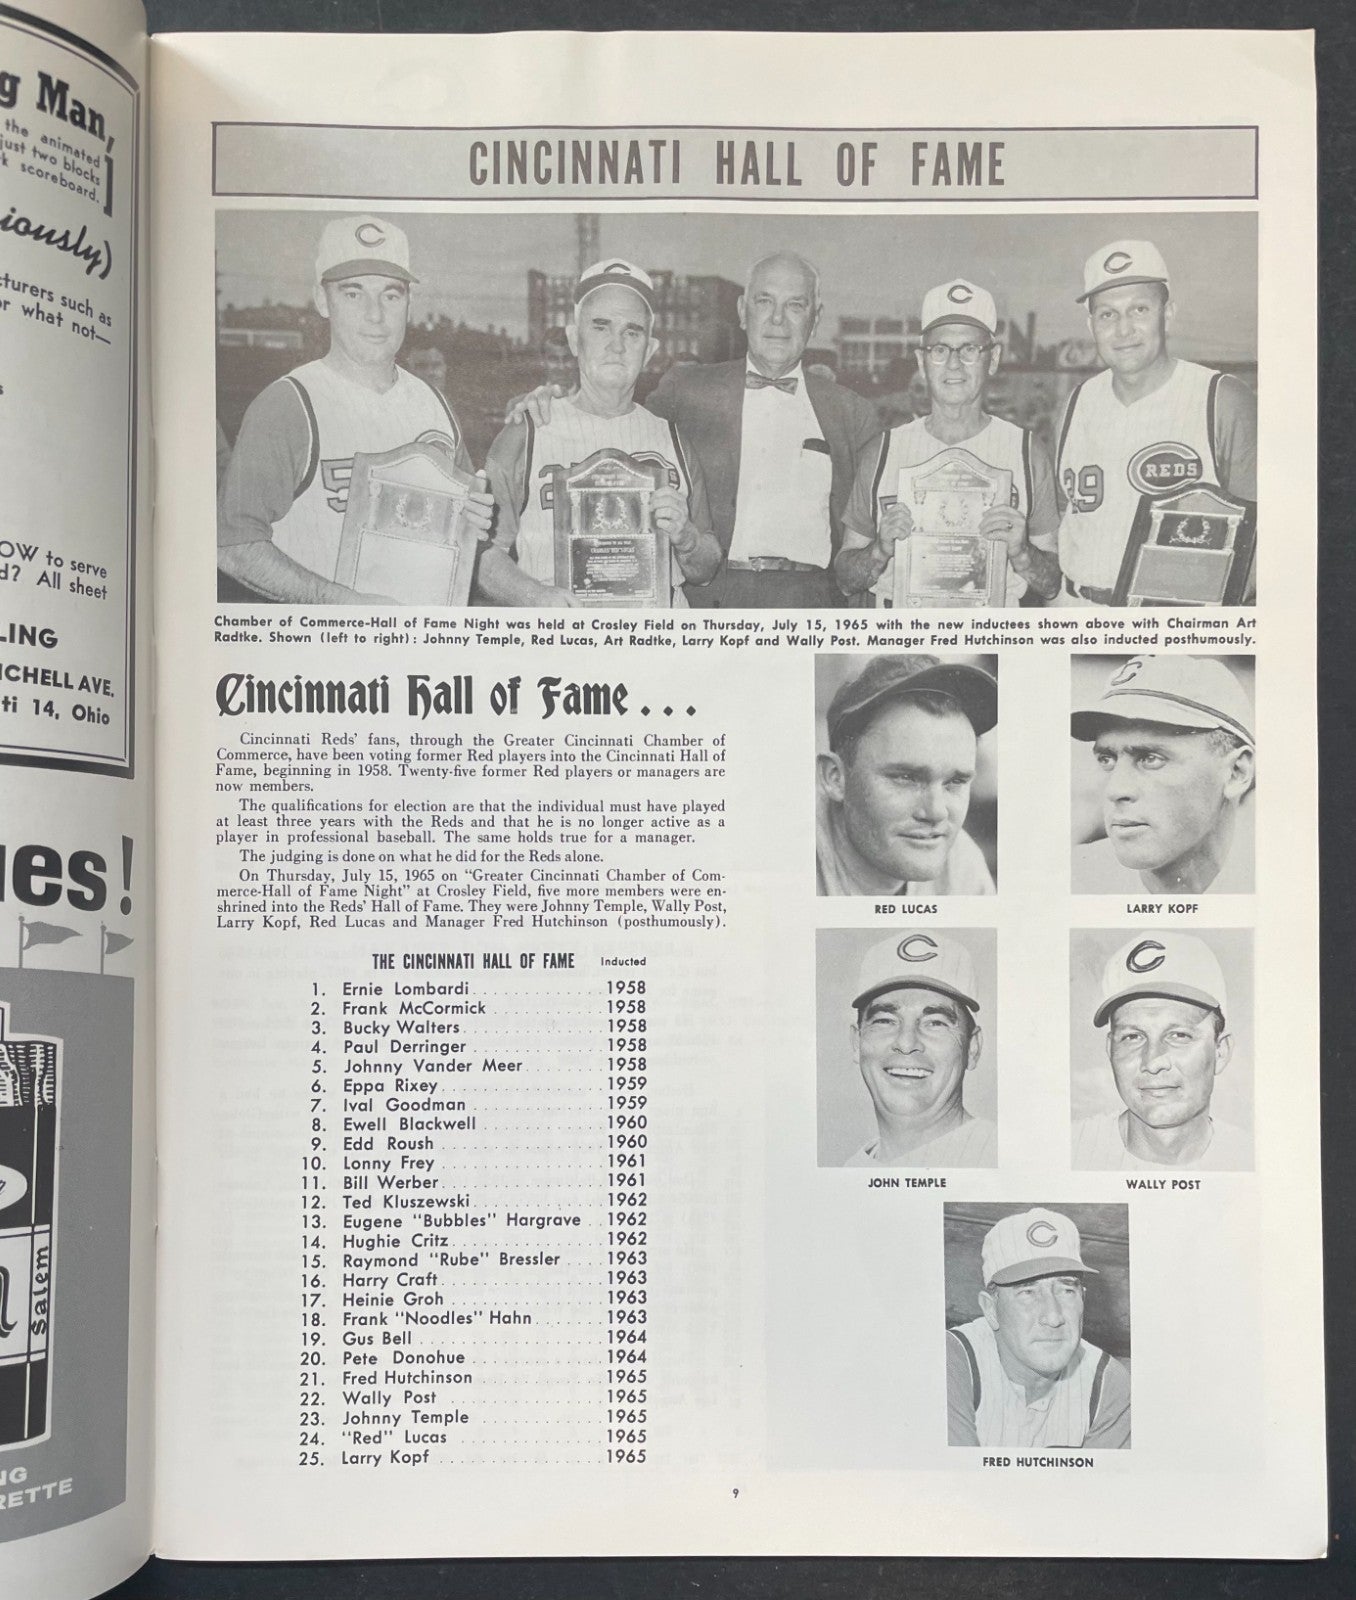 g Man,
the animated
just two blocks
k scoreboard.
iously)
cturers such as
or what not—
s
OW to serve
d? All sheet
LING
ICHELL AVE.
ti 14, Ohio
ues!
Salem
NG
RETTE
CINCINNATI HALL OF FAME
C
C
C
C
5
2
29
REDS
CHARLES "RED" LUCAS
LARRY KOPF
Chamber of Commerce-Hall of Fame Night was held at Crosley Field on Thursday, July 15, 1965 with the new inductees shown above with Chairman Art
Radtke. Shown (left to right): Johnny Temple, Red Lucas, Art Radtke, Larry Kopf and Wally Post. Manager Fred Hutchinson was also inducted posthumously.
Cincinnati Hall of Fame . . .
Cincinnati Reds' fans, through the Greater Cincinnati Chamber of
Commerce, have been voting former Red players into the Cincinnati Hall of
Fame, beginning in 1958. Twenty-five former Red players or managers are
now members.
The qualifications for election are that the individual must have played
at least three years with the Reds and that he is no longer active as a
player in professional baseball. The same holds true for a manager.
The judging is done on what he did for the Reds alone.
On Thursday, July 15, 1965 on "Greater Cincinnati Chamber of Com-
merce-Hall of Fame Night" at Crosley Field, five more members were en-
shrined into the Reds' Hall of Fame. They were Johnny Temple, Wally Post,
Larry Kopf, Red Lucas and Manager Fred Hutchinson (posthumously).
THE CINCINNATI HALL OF FAME Inducted
1. Ernie Lombardi . . . . . . . . . . . . . 1958
2. Frank McCormick . . . . . . . . . . . 1958
3. Bucky Walters . . . . . . . . . . . . . . 1958
4. Paul Derringer . . . . . . . . . . . . . 1958
5. Johnny Vander Meer . . . . . . . . 1958
6. Eppa Rixey . . . . . . . . . . . . . . . . 1959
7. Ival Goodman . . . . . . . . . . . . . 1959
8. Ewell Blackwell . . . . . . . . . . . . 1960
9. Edd Roush . . . . . . . . . . . . . . . . 1960
10. Lonny Frey . . . . . . . . . . . . . . . . 1961
11. Bill Werber . . . . . . . . . . . . . . . . 1961
12. Ted Kluszewski . . . . . . . . . . . . . 1962
13. Eugene "Bubbles" Hargrave . . 1962
14. Hughie Critz . . . . . . . . . . . . . . . 1962
15. Raymond "Rube" Bressler . . . . 1963
16. Harry Craft . . . . . . . . . . . . . . . . 1963
17. Heinie Groh . . . . . . . . . . . . . . . 1963
18. Frank "Noodles" Hahn . . . . . . . 1963
19. Gus Bell . . . . . . . . . . . . . . . . . . 1964
20. Pete Donohue . . . . . . . . . . . . . 1964
21. Fred Hutchinson . . . . . . . . . . . . 1965
22. Wally Post . . . . . . . . . . . . . . . 1965
23. Johnny Temple . . . . . . . . . . . . 1965
24. "Red" Lucas . . . . . . . . . . . . . . 1965
25. Larry Kopf . . . . . . . . . . . . . . . . 1965
C
RED LUCAS
LARRY KOPF
C
C
JOHN TEMPLE
WALLY POST
C
FRED HUTCHINSON
9